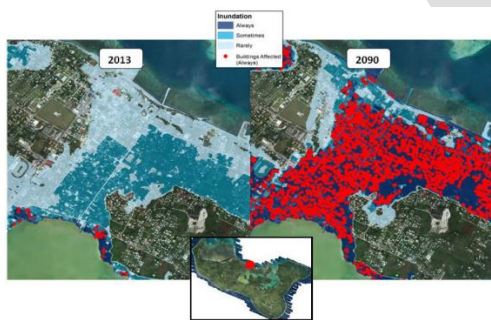 Inundation
Always
Sometimes
Rarely
Buildings Affected
(Always)
2013
2090